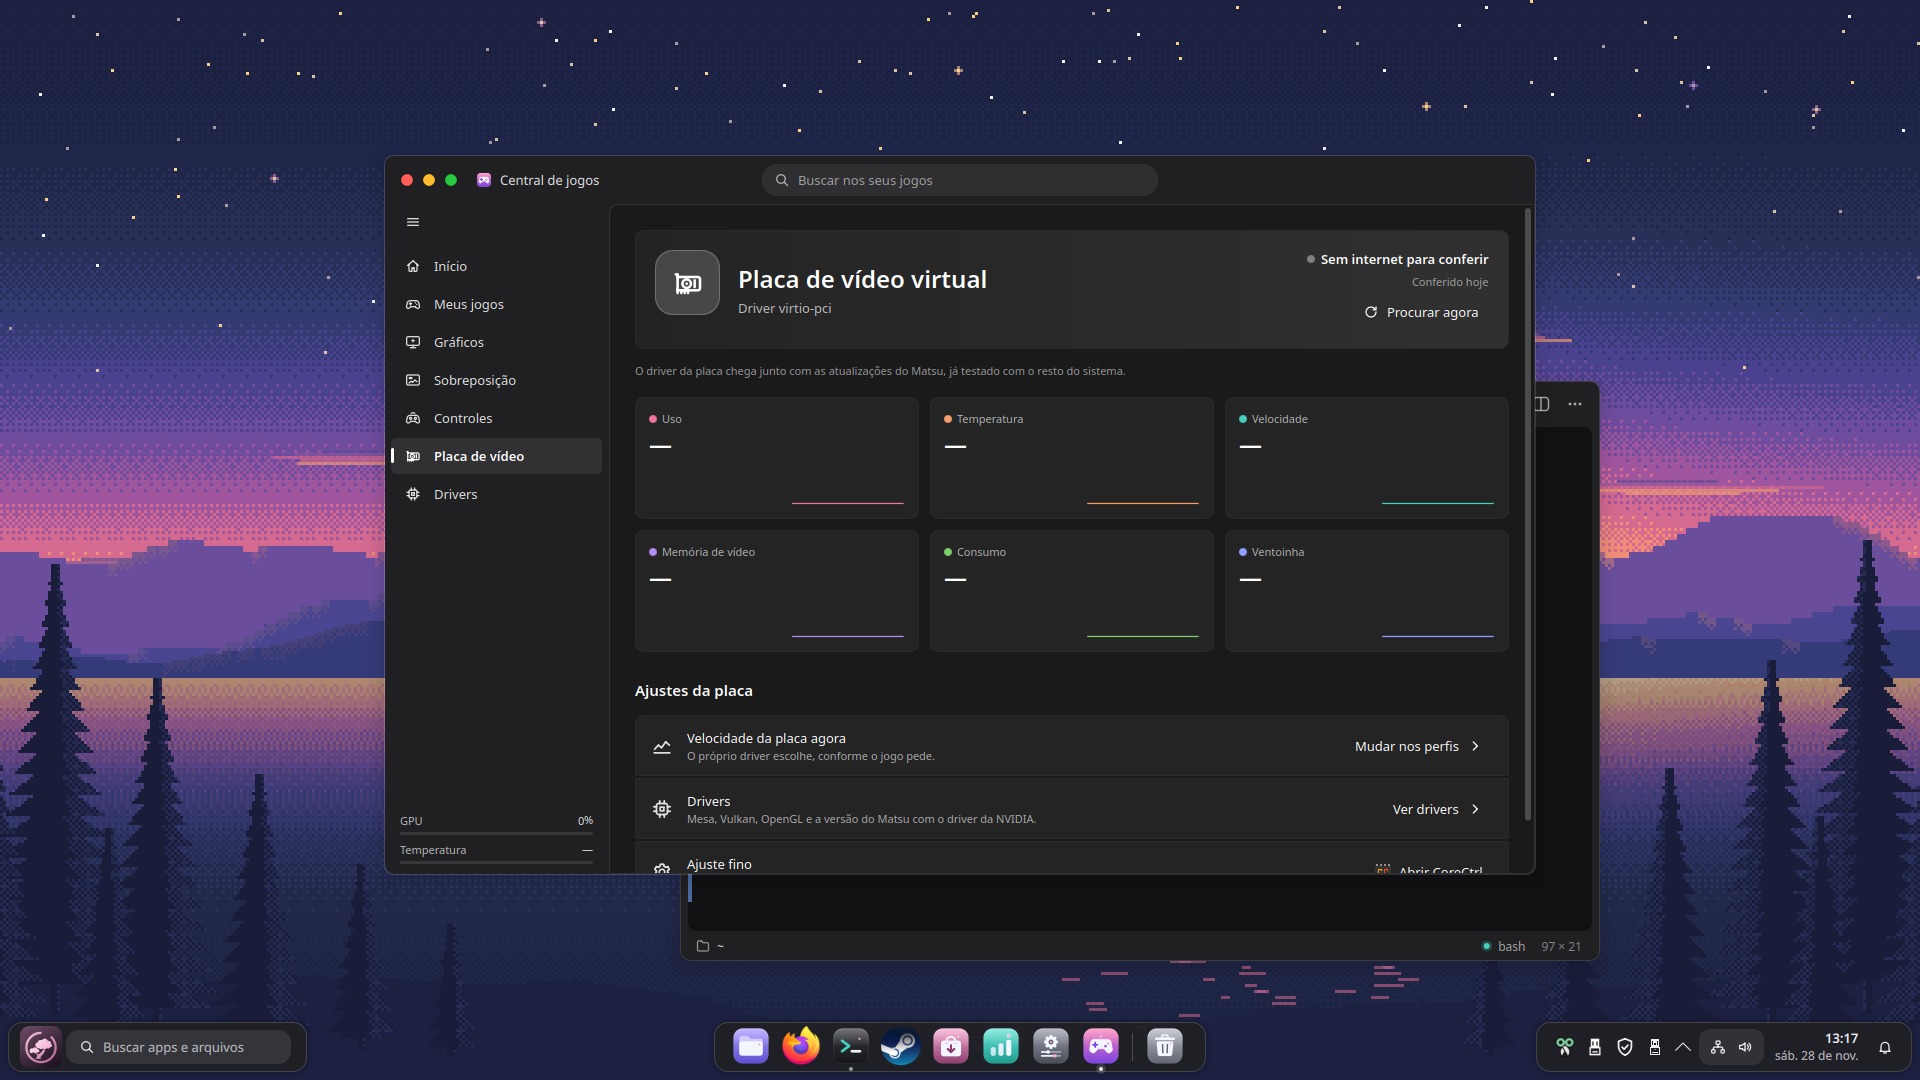 Central de jogos
Buscar nos seus jogos
Início
Meus jogos
Gráficos
Sobreposição
Controles
Placa de vídeo
Drivers
GPU 0%
Temperatura —
Placa de vídeo virtual
Driver virtio-pci
Sem internet para conferir
Conferido hoje
Procurar agora
O driver da placa chega junto com as atualizações do Matsu, já testado com o resto do sistema.
Uso
—
Temperatura
—
Velocidade
—
Memória de vídeo
—
Consumo
—
Ventoinha
—
Ajustes da placa
Velocidade da placa agora
O próprio driver escolhe, conforme o jogo pede.
Mudar nos perfis
Drivers
Mesa, Vulkan, OpenGL e a versão do Matsu com o driver da NVIDIA.
Ver drivers
Ajuste fino
Abrir CoreCtrl
~
bash 97 × 21
Buscar apps e arquivos
13:17
sáb. 28 de nov.